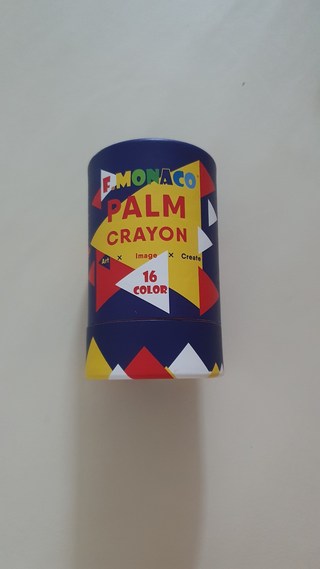 F.MONACO
PALM
CRAYON
Art × Image × Create
16
COLOR